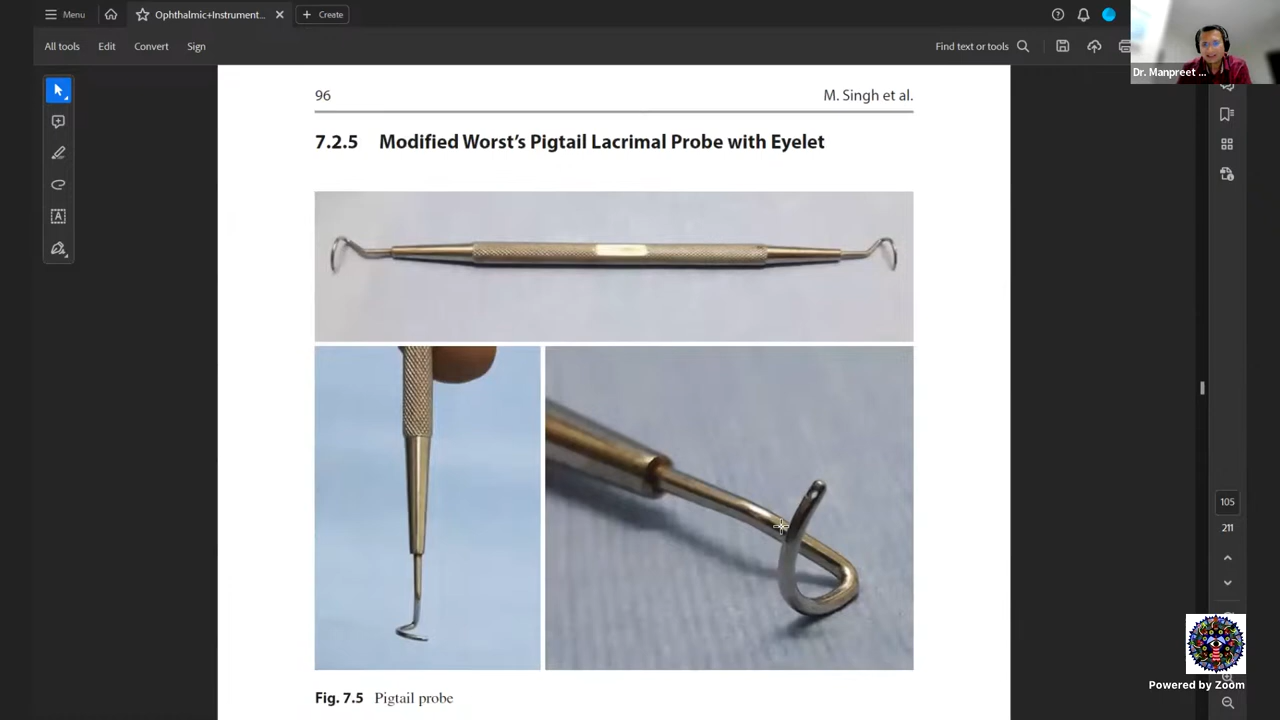 Menu
Ophthalmic+Instrument...
Create
All tools
Edit
Convert
Sign
Find text or tools
Dr. Manpreet ...
96
M. Singh et al.
7.2.5 Modified Worst's Pigtail Lacrimal Probe with Eyelet
105
211
Fig. 7.5 Pigtail probe
Powered by Zoom